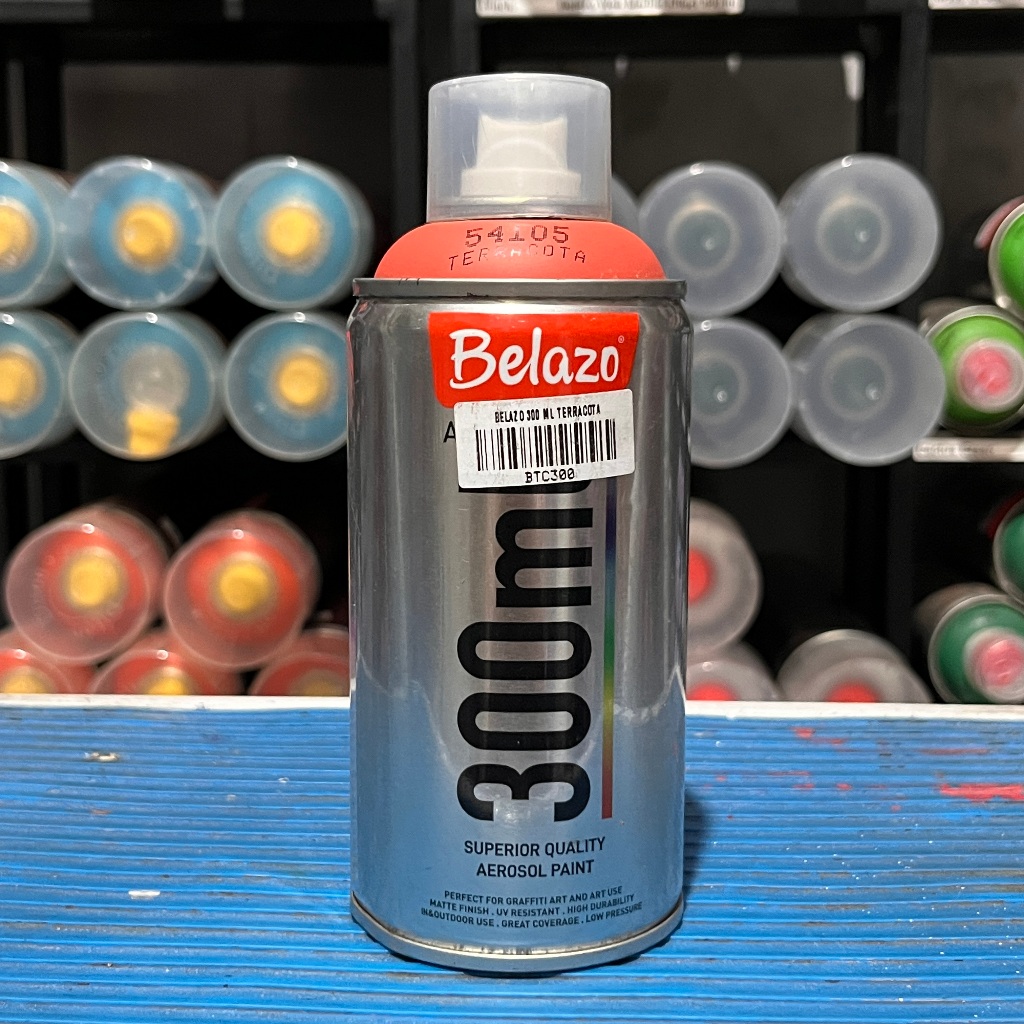 54105
TERRACOTA
Belazo®
BELAZO 300 ML TERRACOTA
BTC300
300ml
SUPERIOR QUALITY
AEROSOL PAINT
PERFECT FOR GRAFFITI ART AND ART USE
MATTE FINISH . UV RESISTANT . HIGH DURABILITY
IN&OUTDOOR USE . GREAT COVERAGE . LOW PRESSURE